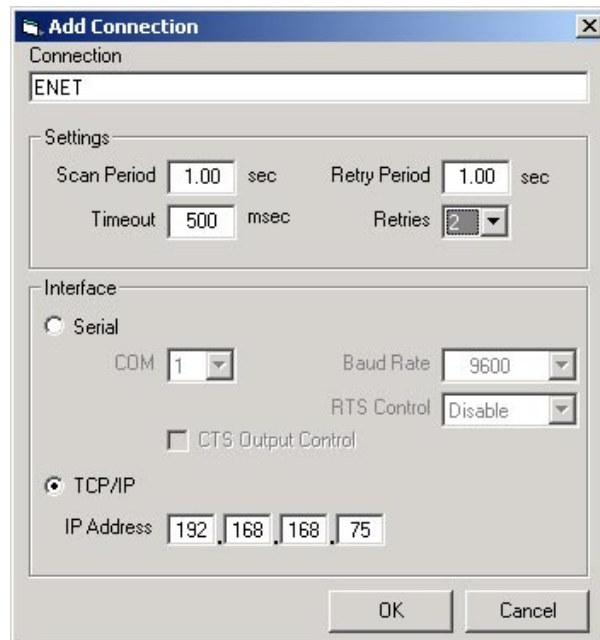 Add Connection
Connection
ENET
Settings
Scan Period 1.00 sec Retry Period 1.00 sec
Timeout 500 msec Retries 2
Interface
Serial
COM 1 Baud Rate 9600
RTS Control Disable
CTS Output Control
TCP/IP
IP Address 192 . 168 . 168 . 75
OK Cancel